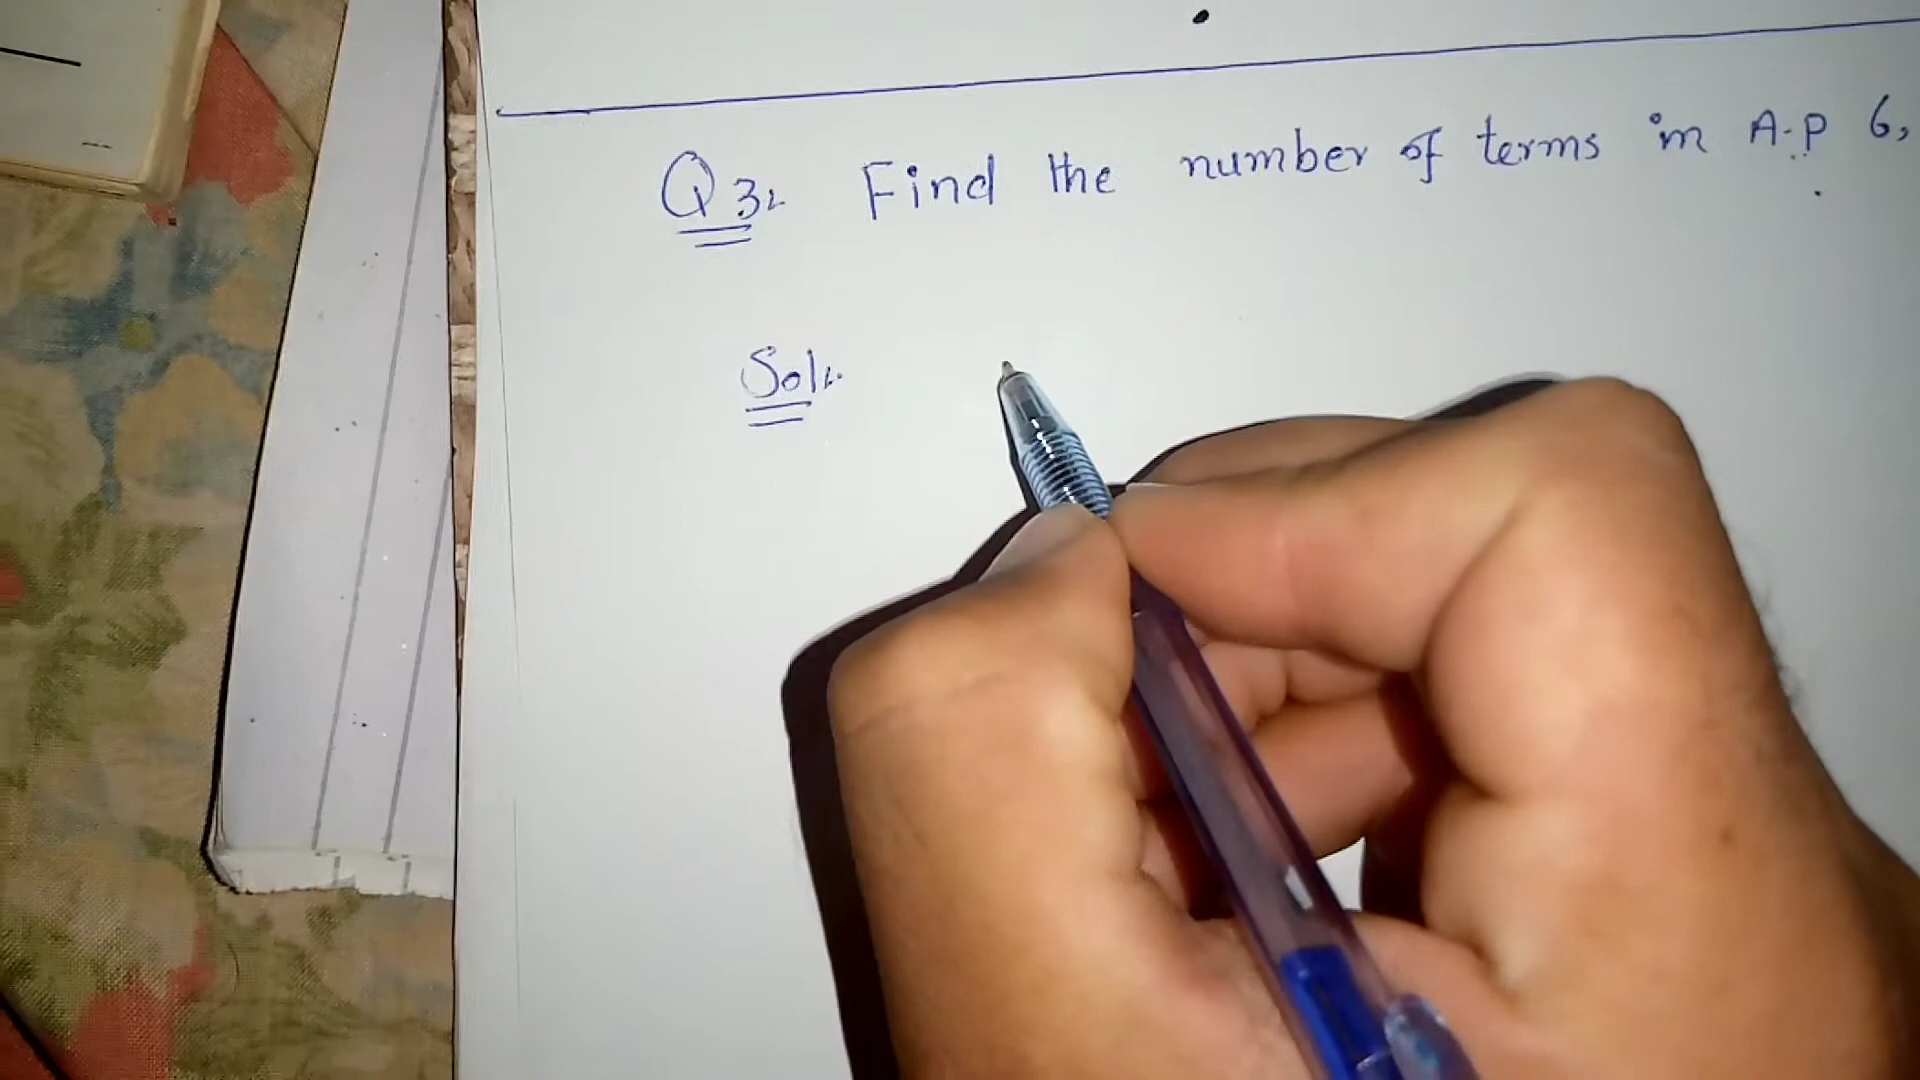 Q3. Find the number of terms in A.P 6,
Sol.